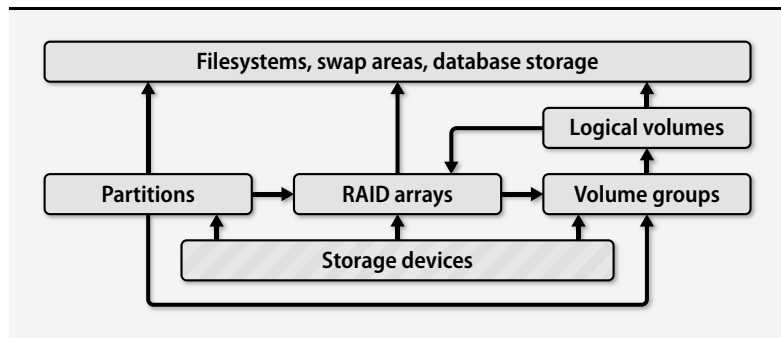 Filesystems, swap areas, database storage
Logical volumes
Partitions
RAID arrays
Volume groups
Storage devices